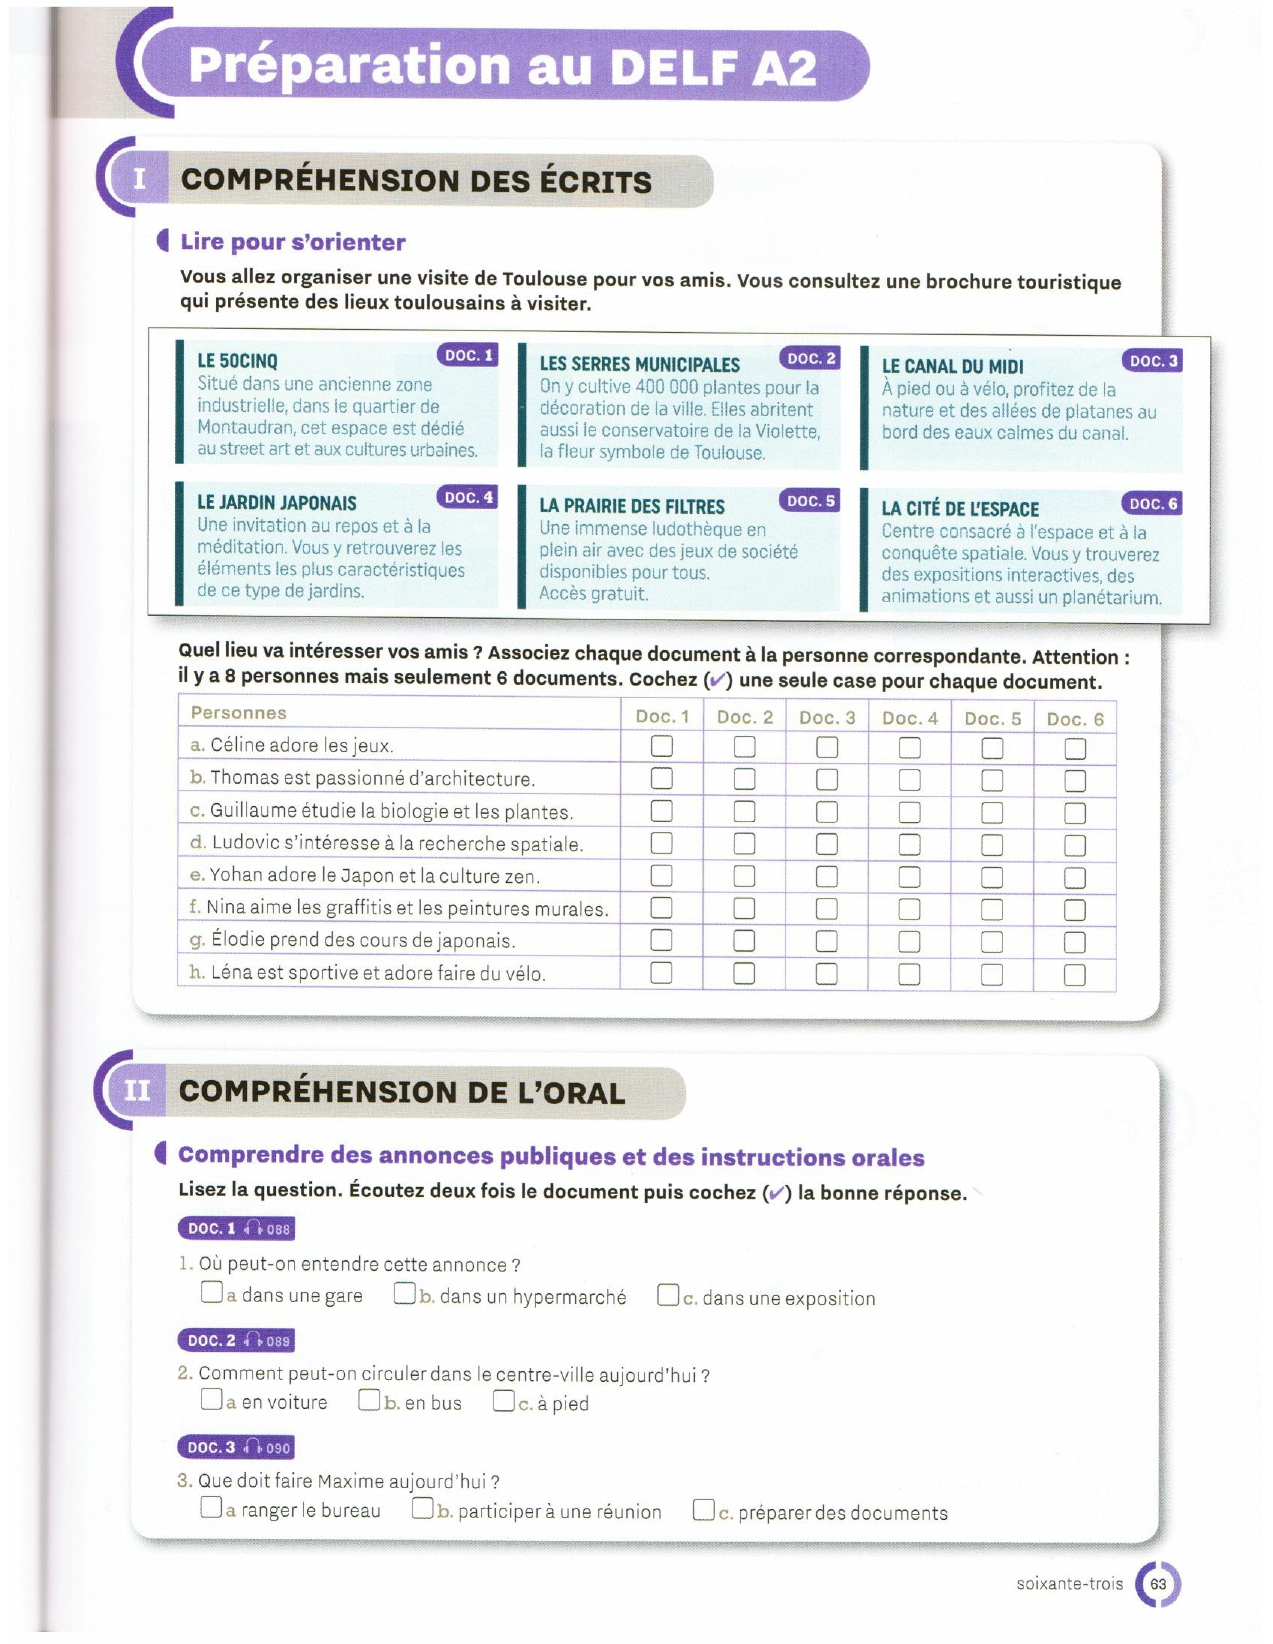 Préparation au DELF A2
I COMPRÉHENSION DES ÉCRITS
Lire pour s'orienter
Vous allez organiser une visite de Toulouse pour vos amis. Vous consultez une brochure touristique
qui présente des lieux toulousains à visiter.
LE 50CINQ DOC. 1
Situé dans une ancienne zone
industrielle, dans le quartier de
Montaudran, cet espace est dédié
au street art et aux cultures urbaines.
LES SERRES MUNICIPALES DOC. 2
On y cultive 400 000 plantes pour la
décoration de la ville. Elles abritent
aussi le conservatoire de la Violette,
la fleur symbole de Toulouse.
LE CANAL DU MIDI DOC. 3
À pied ou à vélo, profitez de la
nature et des allées de platanes au
bord des eaux calmes du canal.
LE JARDIN JAPONAIS DOC. 4
Une invitation au repos et à la
méditation. Vous y retrouverez les
éléments les plus caractéristiques
de ce type de jardins.
LA PRAIRIE DES FILTRES DOC. 5
Une immense ludothèque en
plein air avec des jeux de société
disponibles pour tous.
Accès gratuit.
LA CITÉ DE L'ESPACE DOC. 6
Centre consacré à l'espace et à la
conquête spatiale. Vous y trouverez
des expositions interactives, des
animations et aussi un planétarium.
Quel lieu va intéresser vos amis ? Associez chaque document à la personne correspondante. Attention :
il y a 8 personnes mais seulement 6 documents. Cochez (✔) une seule case pour chaque document.
Personnes Doc. 1 Doc. 2 Doc. 3 Doc. 4 Doc. 5 Doc. 6
a. Céline adore les jeux.
b. Thomas est passionné d'architecture.
c. Guillaume étudie la biologie et les plantes.
d. Ludovic s'intéresse à la recherche spatiale.
e. Yohan adore le Japon et la culture zen.
f. Nina aime les graffitis et les peintures murales.
g. Élodie prend des cours de japonais.
h. Léna est sportive et adore faire du vélo.
II COMPRÉHENSION DE L'ORAL
Comprendre des annonces publiques et des instructions orales
Lisez la question. Écoutez deux fois le document puis cochez (✔) la bonne réponse.
DOC. 1 088
1. Où peut-on entendre cette annonce ?
a dans une gare b. dans un hypermarché c. dans une exposition
DOC. 2 089
2. Comment peut-on circuler dans le centre-ville aujourd'hui ?
a en voiture b. en bus c. à pied
DOC. 3 090
3. Que doit faire Maxime aujourd'hui ?
a ranger le bureau b. participer à une réunion c. préparer des documents
soixante-trois 63